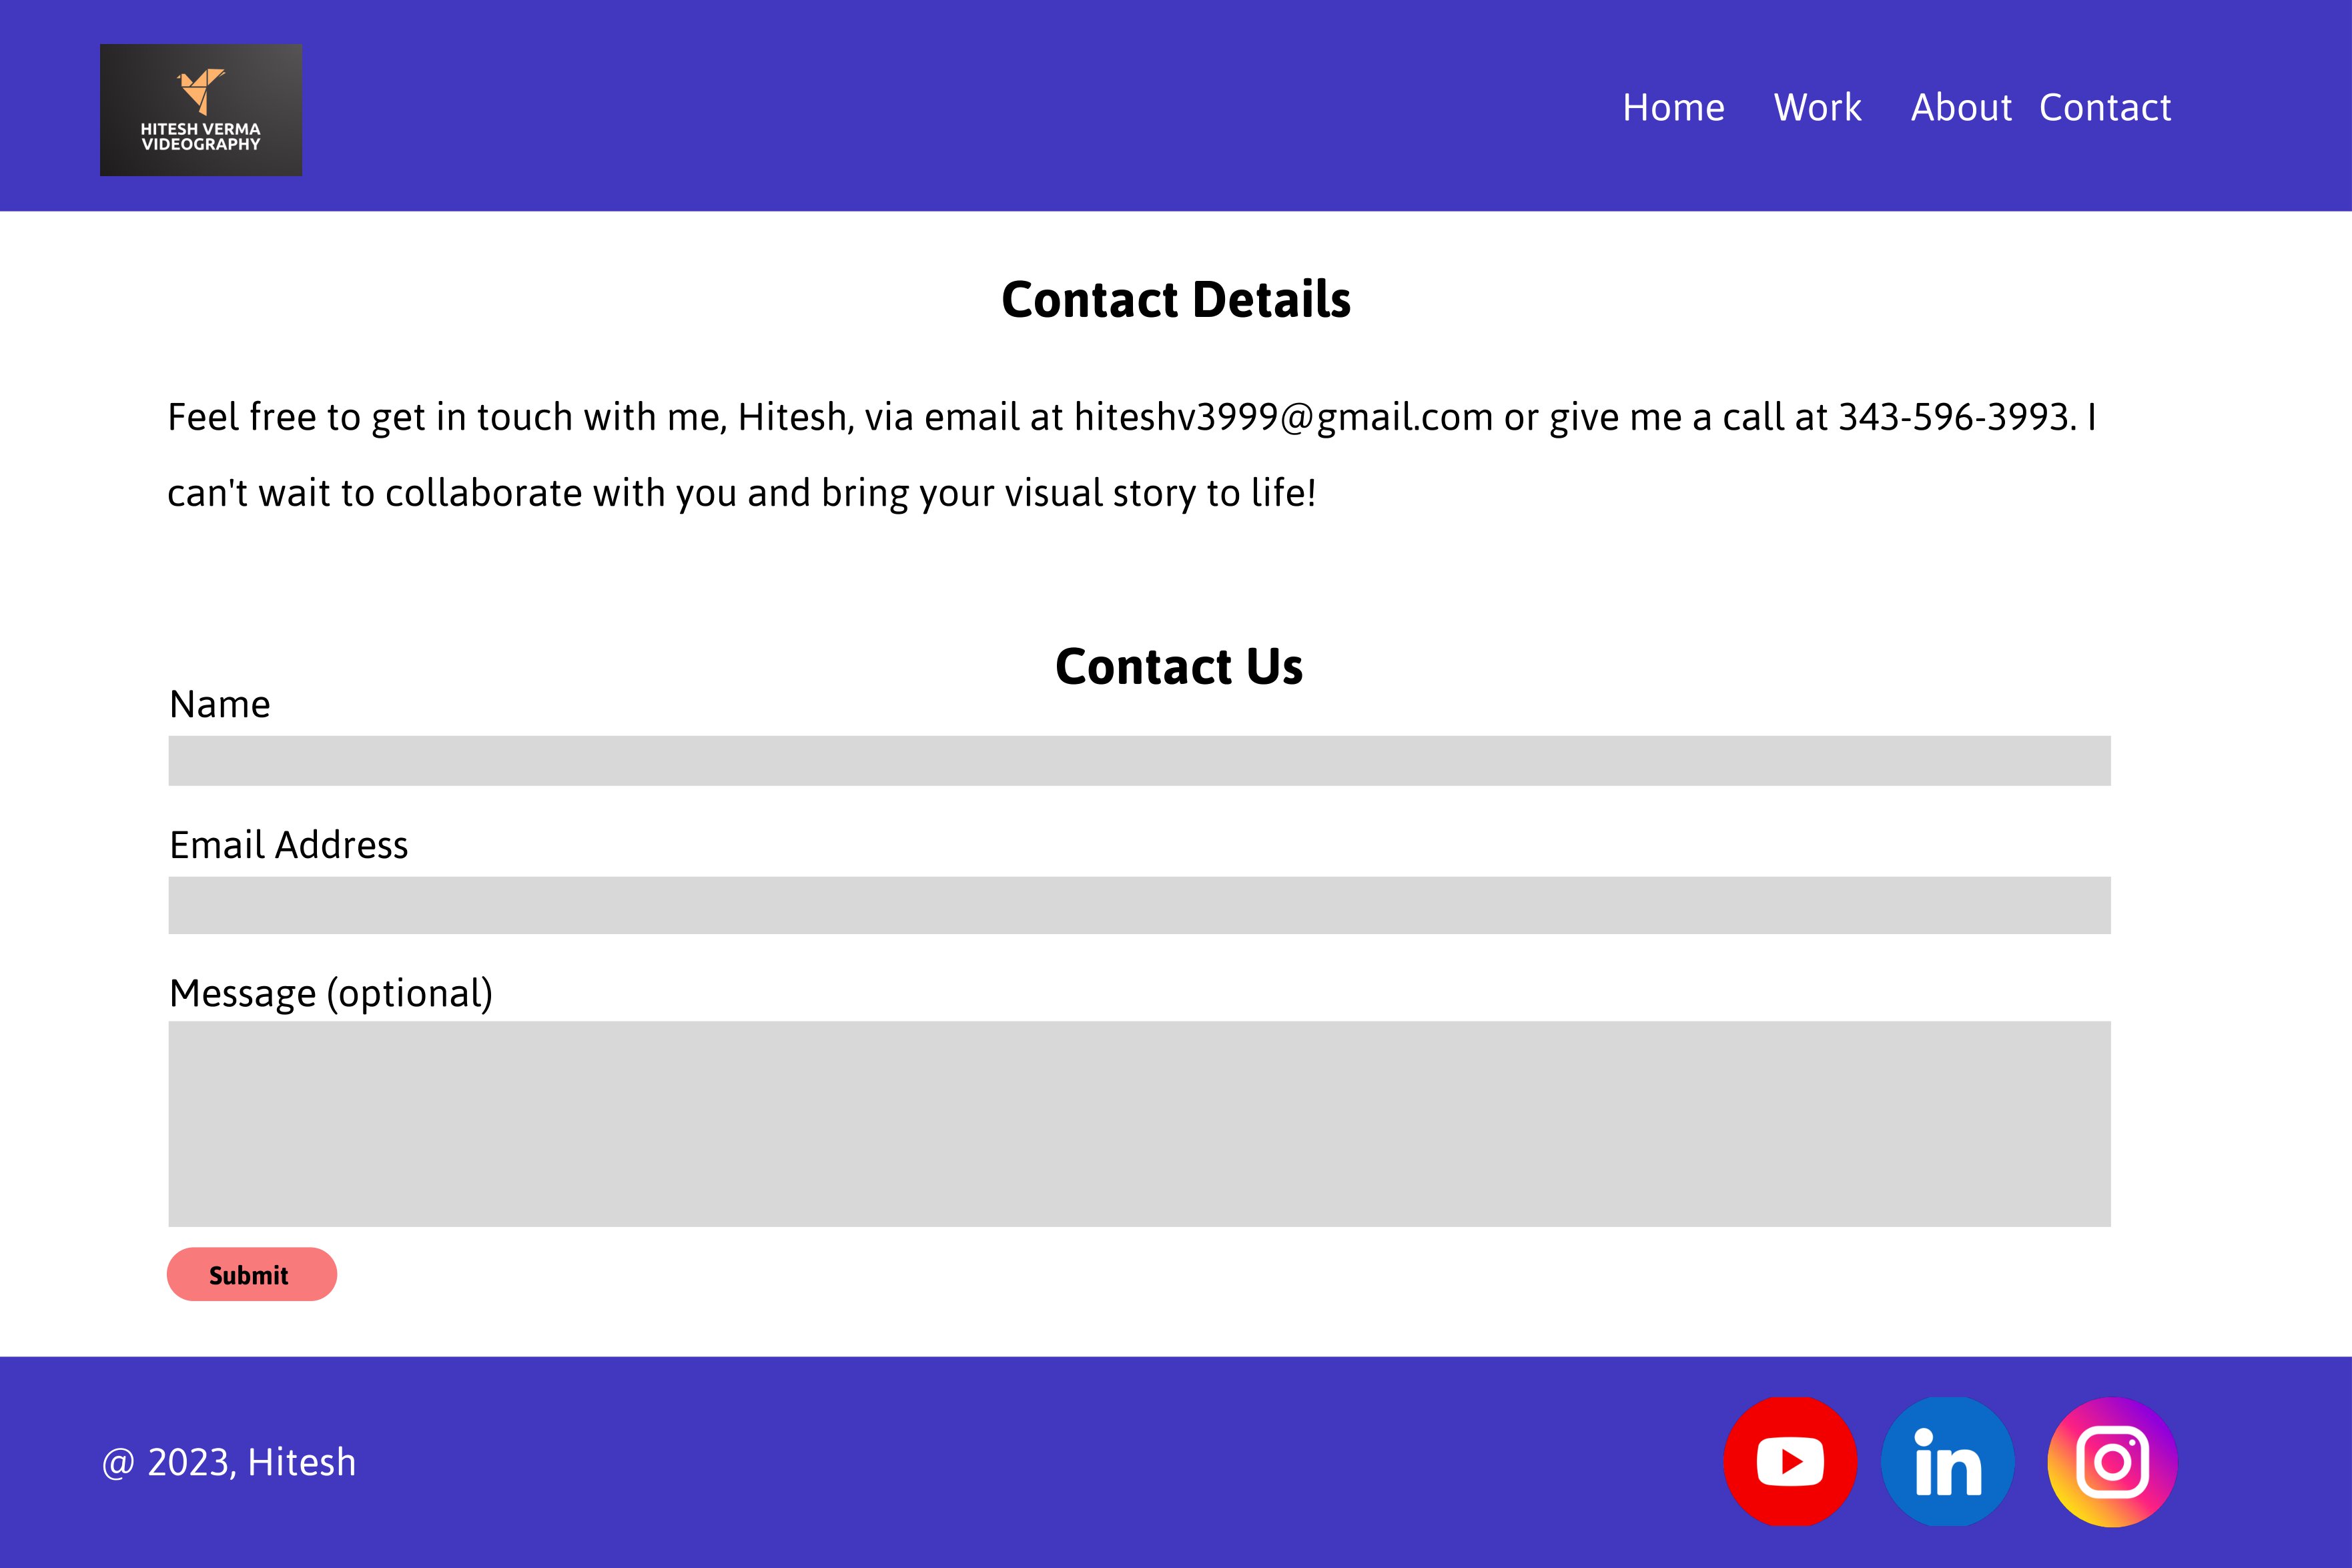 HITESH VERMA
VIDEOGRAPHY
Home Work About Contact
Contact Details
Feel free to get in touch with me, Hitesh, via email at hiteshv3999@gmail.com or give me a call at 343-596-3993. I
can't wait to collaborate with you and bring your visual story to life!
Contact Us
Name
Email Address
Message (optional)
Submit
@ 2023, Hitesh
in